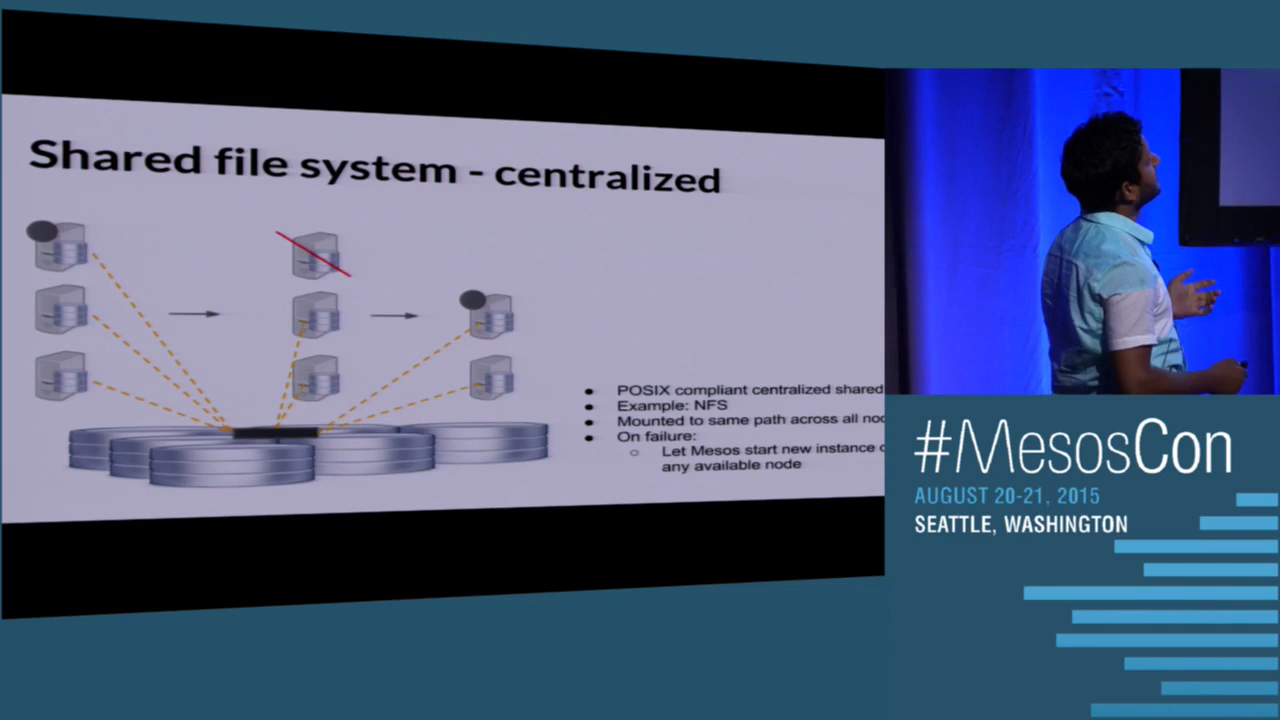 Shared file system - centralized
● POSIX compliant centralized shared
● Example: NFS
● Mounted to same path across all
● On failure:
○ Let Mesos start new instance
any available node
#MesosCon
AUGUST 20-21, 2015
SEATTLE, WASHINGTON